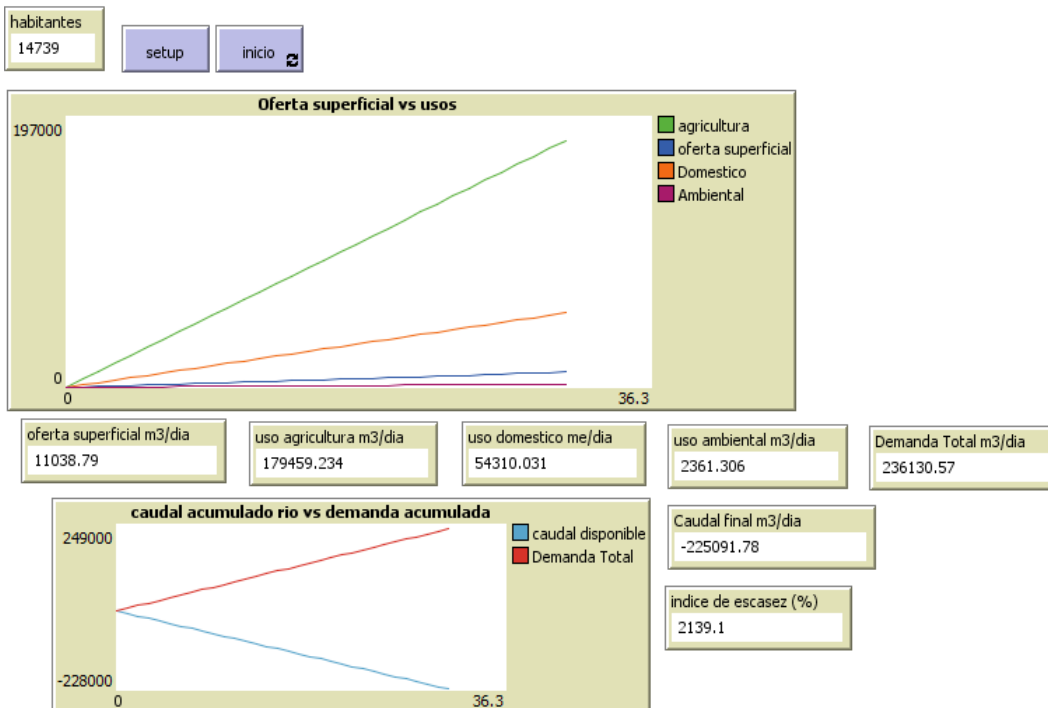 habitantes
14739
setup
inicio
Oferta superficial vs usos
197000
0
0
36.3
agricultura
oferta superficial
Domestico
Ambiental
oferta superficial m3/dia
11038.79
uso agricultura m3/dia
179459.234
uso domestico me/dia
54310.031
uso ambiental m3/dia
2361.306
Demanda Total m3/dia
236130.57
caudal acumulado rio vs demanda acumulada
249000
-228000
0
36.3
caudal disponible
Demanda Total
Caudal final m3/dia
-225091.78
indice de escasez (%)
2139.1